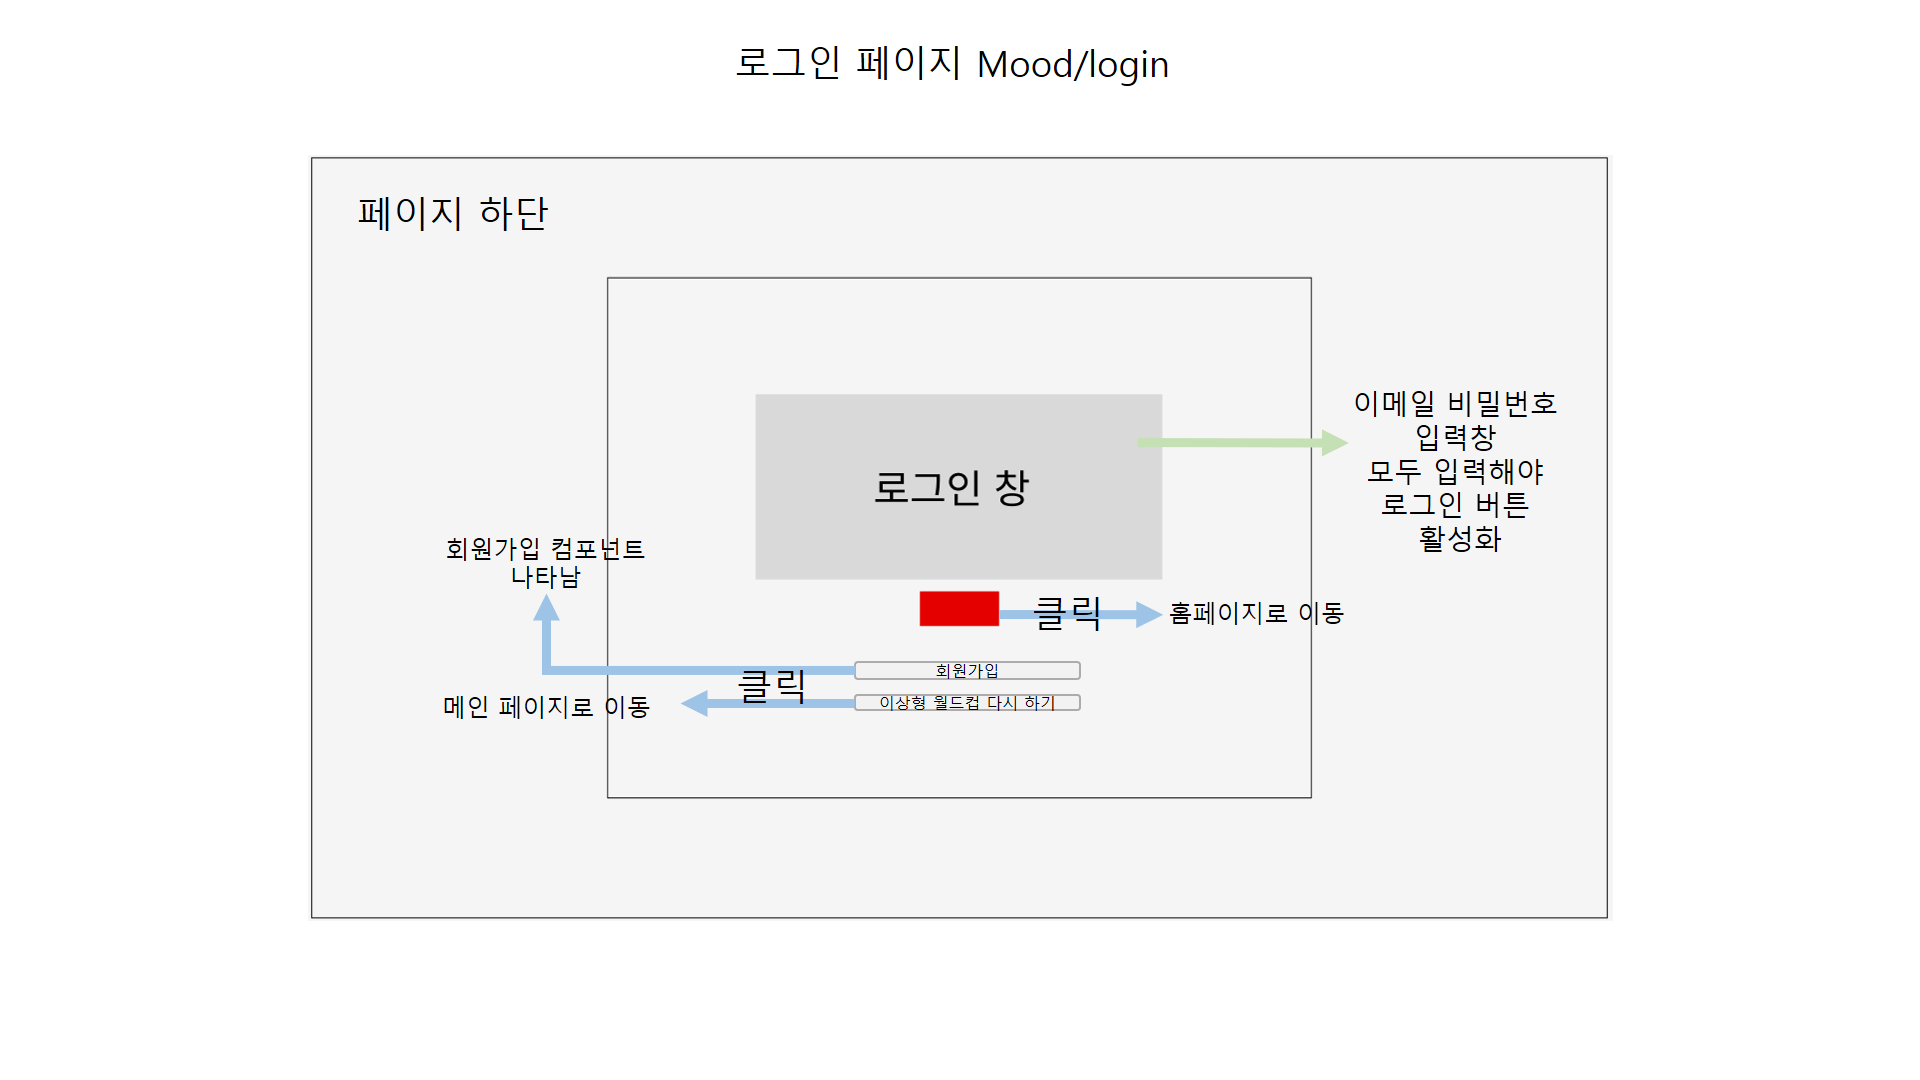 로그인 페이지 Mood/login
페이지 하단
이메일 비밀번호
입력창
모두 입력해야
로그인 버튼
활성화
로그인 창
회원가입 컴포넌트
나타남
클릭
홈페이지로 이동
회원가입
클릭
메인 페이지로 이동
이상형 월드컵 다시 하기